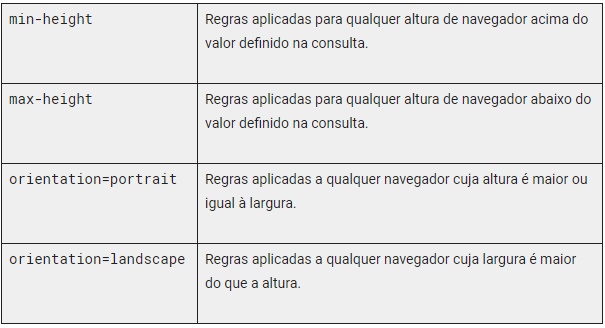 min-height
Regras aplicadas para qualquer altura de navegador acima do
valor definido na consulta.
max-height
Regras aplicadas para qualquer altura de navegador abaixo do
valor definido na consulta.
orientation=portrait
Regras aplicadas a qualquer navegador cuja altura é maior ou
igual à largura.
orientation=landscape
Regras aplicadas a qualquer navegador cuja largura é maior
do que a altura.